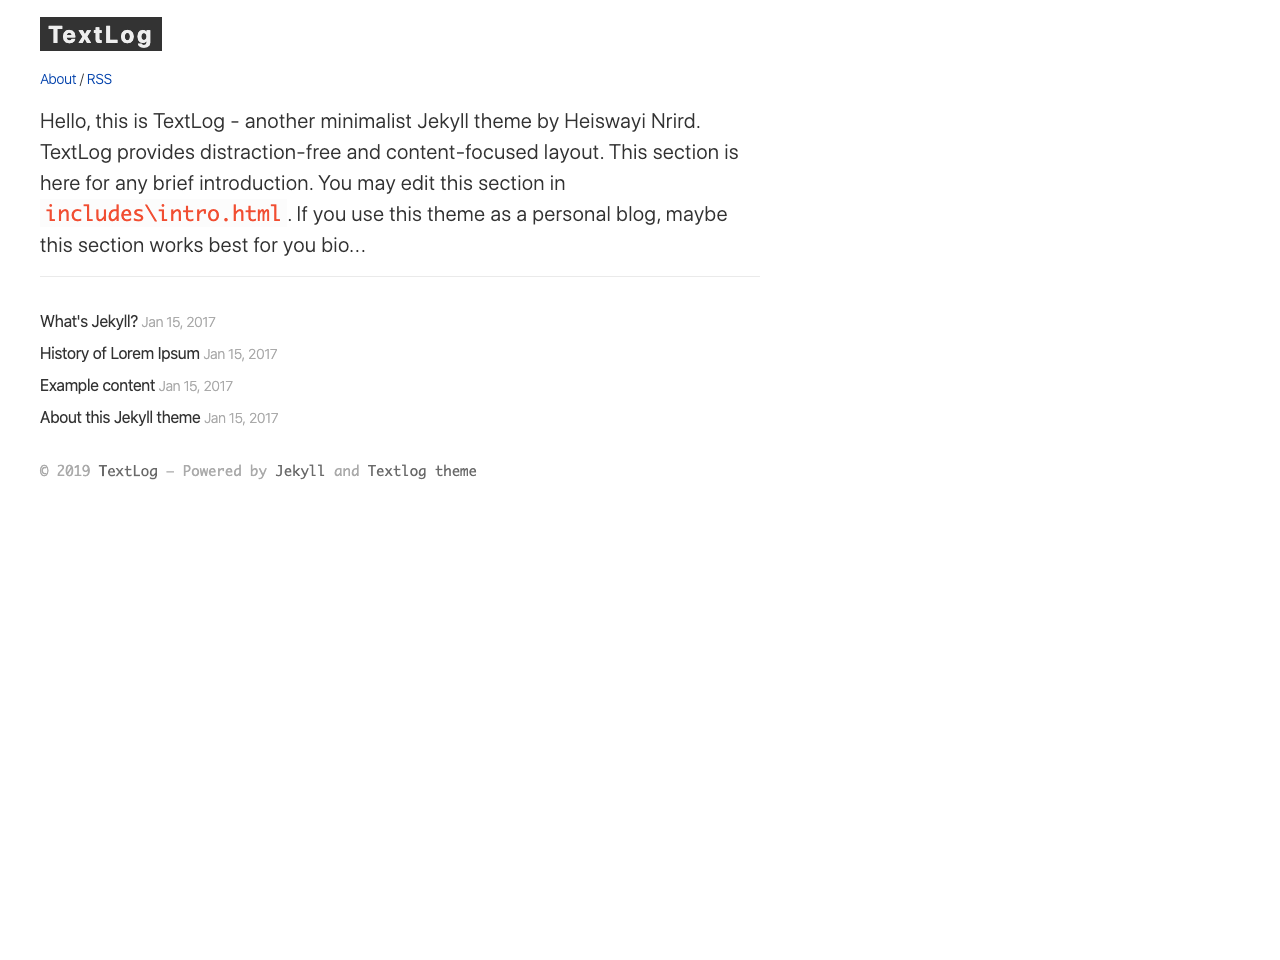 TextLog
About / RSS
Hello, this is TextLog - another minimalist Jekyll theme by Heiswayi Nrird.
TextLog provides distraction-free and content-focused layout. This section is
here for any brief introduction. You may edit this section in
includes\intro.html. If you use this theme as a personal blog, maybe
this section works best for you bio...
What's Jekyll? Jan 15, 2017
History of Lorem Ipsum Jan 15, 2017
Example content Jan 15, 2017
About this Jekyll theme Jan 15, 2017
© 2019 TextLog — Powered by Jekyll and Textlog theme